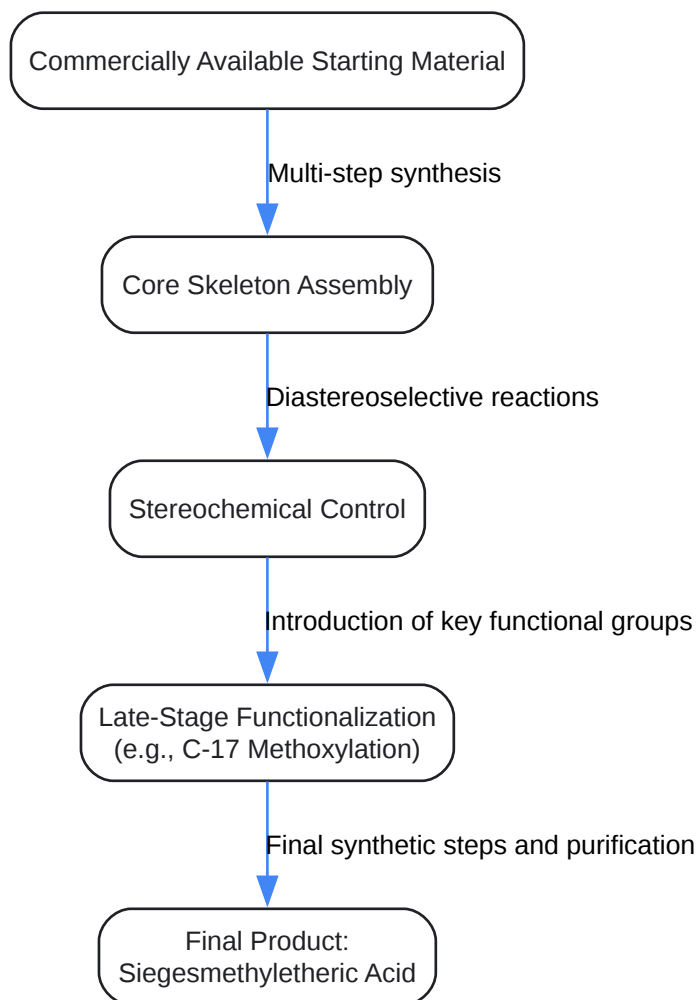 Commercially Available Starting Material
Multi-step synthesis
Core Skeleton Assembly
Diastereoselective reactions
Stereochemical Control
Introduction of key functional groups
Late-Stage Functionalization
(e.g., C-17 Methoxylation)
Final synthetic steps and purification
Final Product:
Siegesmethyletheric Acid